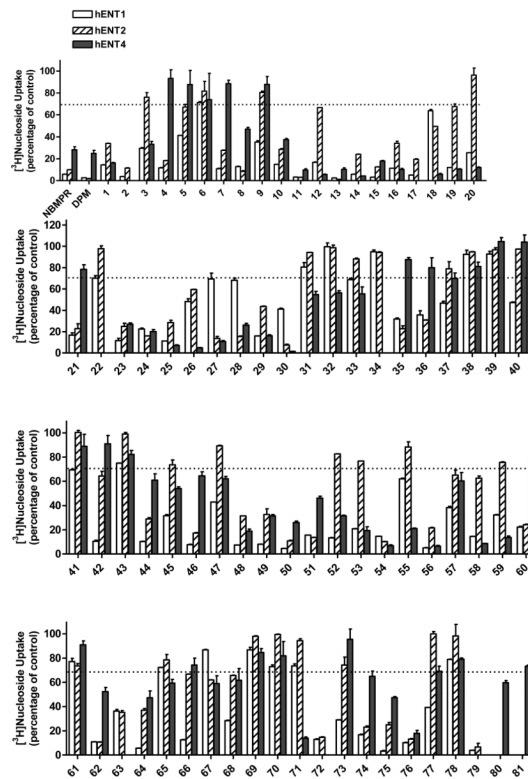 hENT1
hENT2
hENT4
[³H]Nucleoside Uptake
(percentage of control)
100
80
60
40
20
0
NBMPR DPM 1 2 3 4 5 6 7 8 9 10 11 12 13 14 15 16 17 18 19 20
[³H]Nucleoside Uptake
(percentage of control)
120
100
80
60
40
20
0
21 22 23 24 25 26 27 28 29 30 31 32 33 34 35 36 37 38 39 40
[³H]Nucleoside Uptake
(percentage of control)
100
80
60
40
20
0
41 42 43 44 45 46 47 48 49 50 51 52 53 54 55 56 57 58 59 60
[³H]Nucleoside Uptake
(percentage of control)
100
80
60
40
20
0
61 62 63 64 65 66 67 68 69 70 71 72 73 74 75 76 77 78 79 80 81